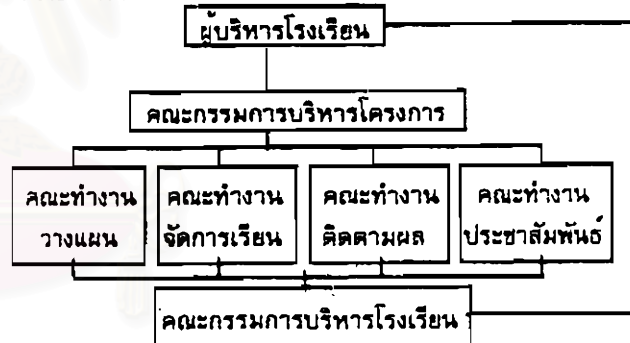 ผู้บริหารโรงเรียน
คณะกรรมการบริหารโครงการ
คณะทำงาน
วางแผน
คณะทำงาน
จัดการเรียน
คณะทำงาน
ติดตามผล
คณะทำงาน
ประชาสัมพันธ์
คณะกรรมการบริหารโรงเรียน